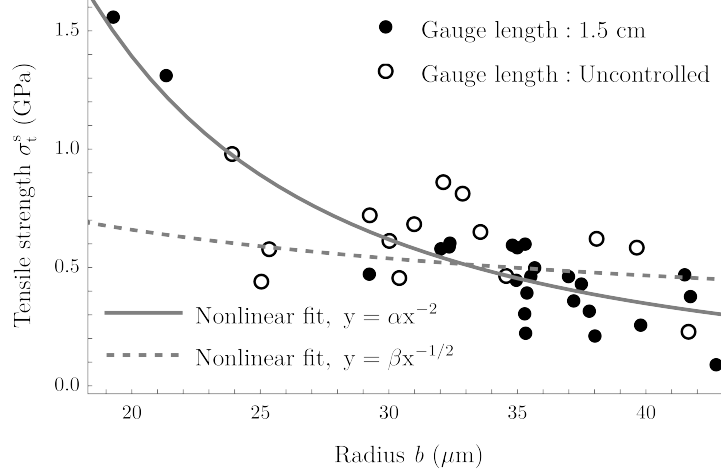 Gauge length : 1.5 cm
Gauge length : Uncontrolled
Tensile strength σₜˢ (GPa)
1.5
1.0
0.5
0.0
Nonlinear fit, y = αx⁻²
Nonlinear fit, y = βx⁻¹/²
20 25 30 35 40
Radius b (μm)